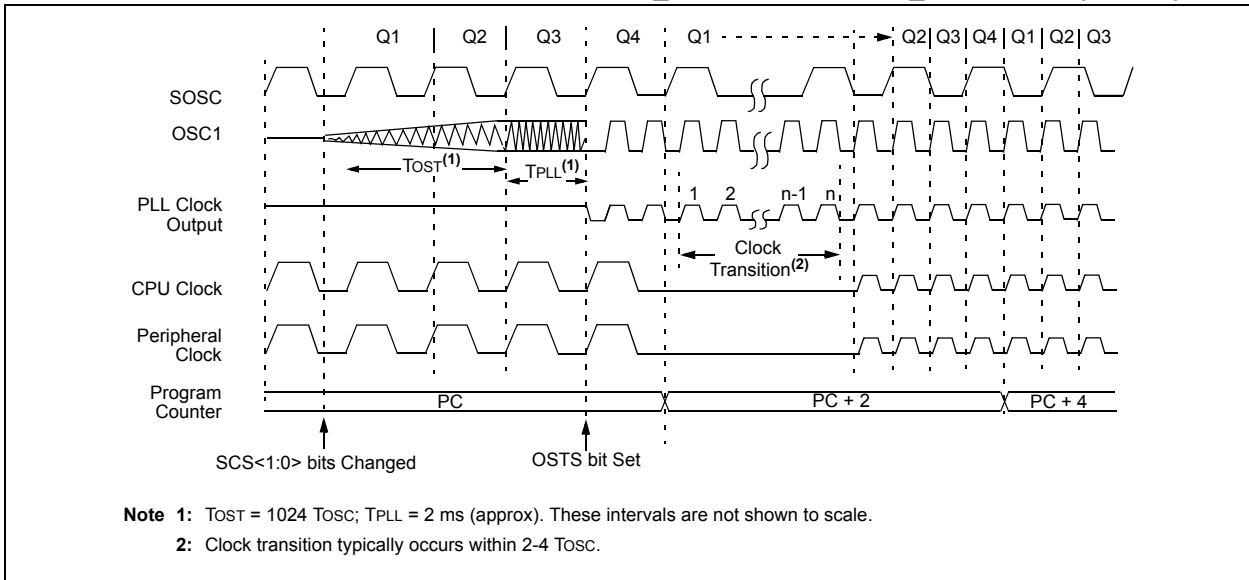 Q1 Q2 Q3 Q4 Q1 Q2 Q3 Q4 Q1 Q2 Q3
SOSC
OSC1
TOST(1)
TPLL(1)
1 2 n-1 n
PLL Clock
Output
Clock
Transition(2)
CPU Clock
Peripheral
Clock
Program
Counter
PC PC + 2 PC + 4
SCS<1:0> bits Changed OSTS bit Set
Note 1: TOST = 1024 TOSC; TPLL = 2 ms (approx). These intervals are not shown to scale.
2: Clock transition typically occurs within 2-4 TOSC.